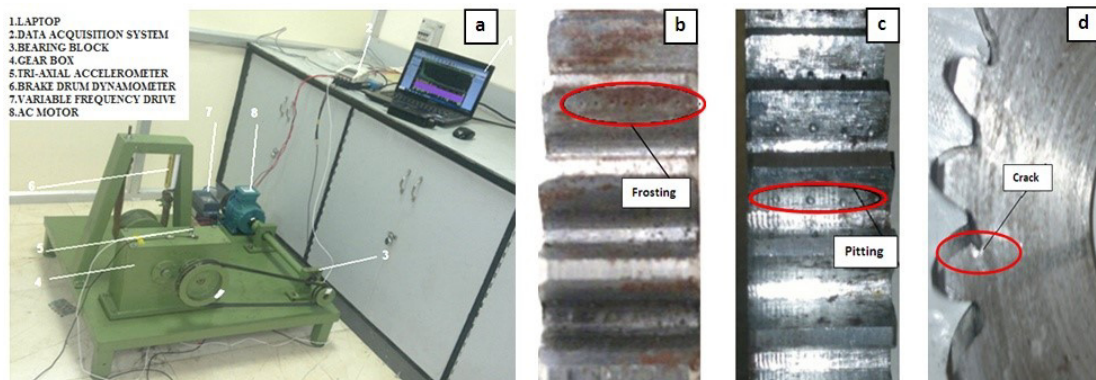 1.LAPTOP
2.DATA ACQUISITION SYSTEM
3.BEARING BLOCK
4.GEAR BOX
5.TRI-AXIAL ACCELEROMETER
6.BRAKE DRUM DYNAMOMETER
7.VARIABLE FREQUENCY DRIVE
8.AC MOTOR
a
1
2
7
8
6
5
4
3
b
Frosting
c
Pitting
d
Crack